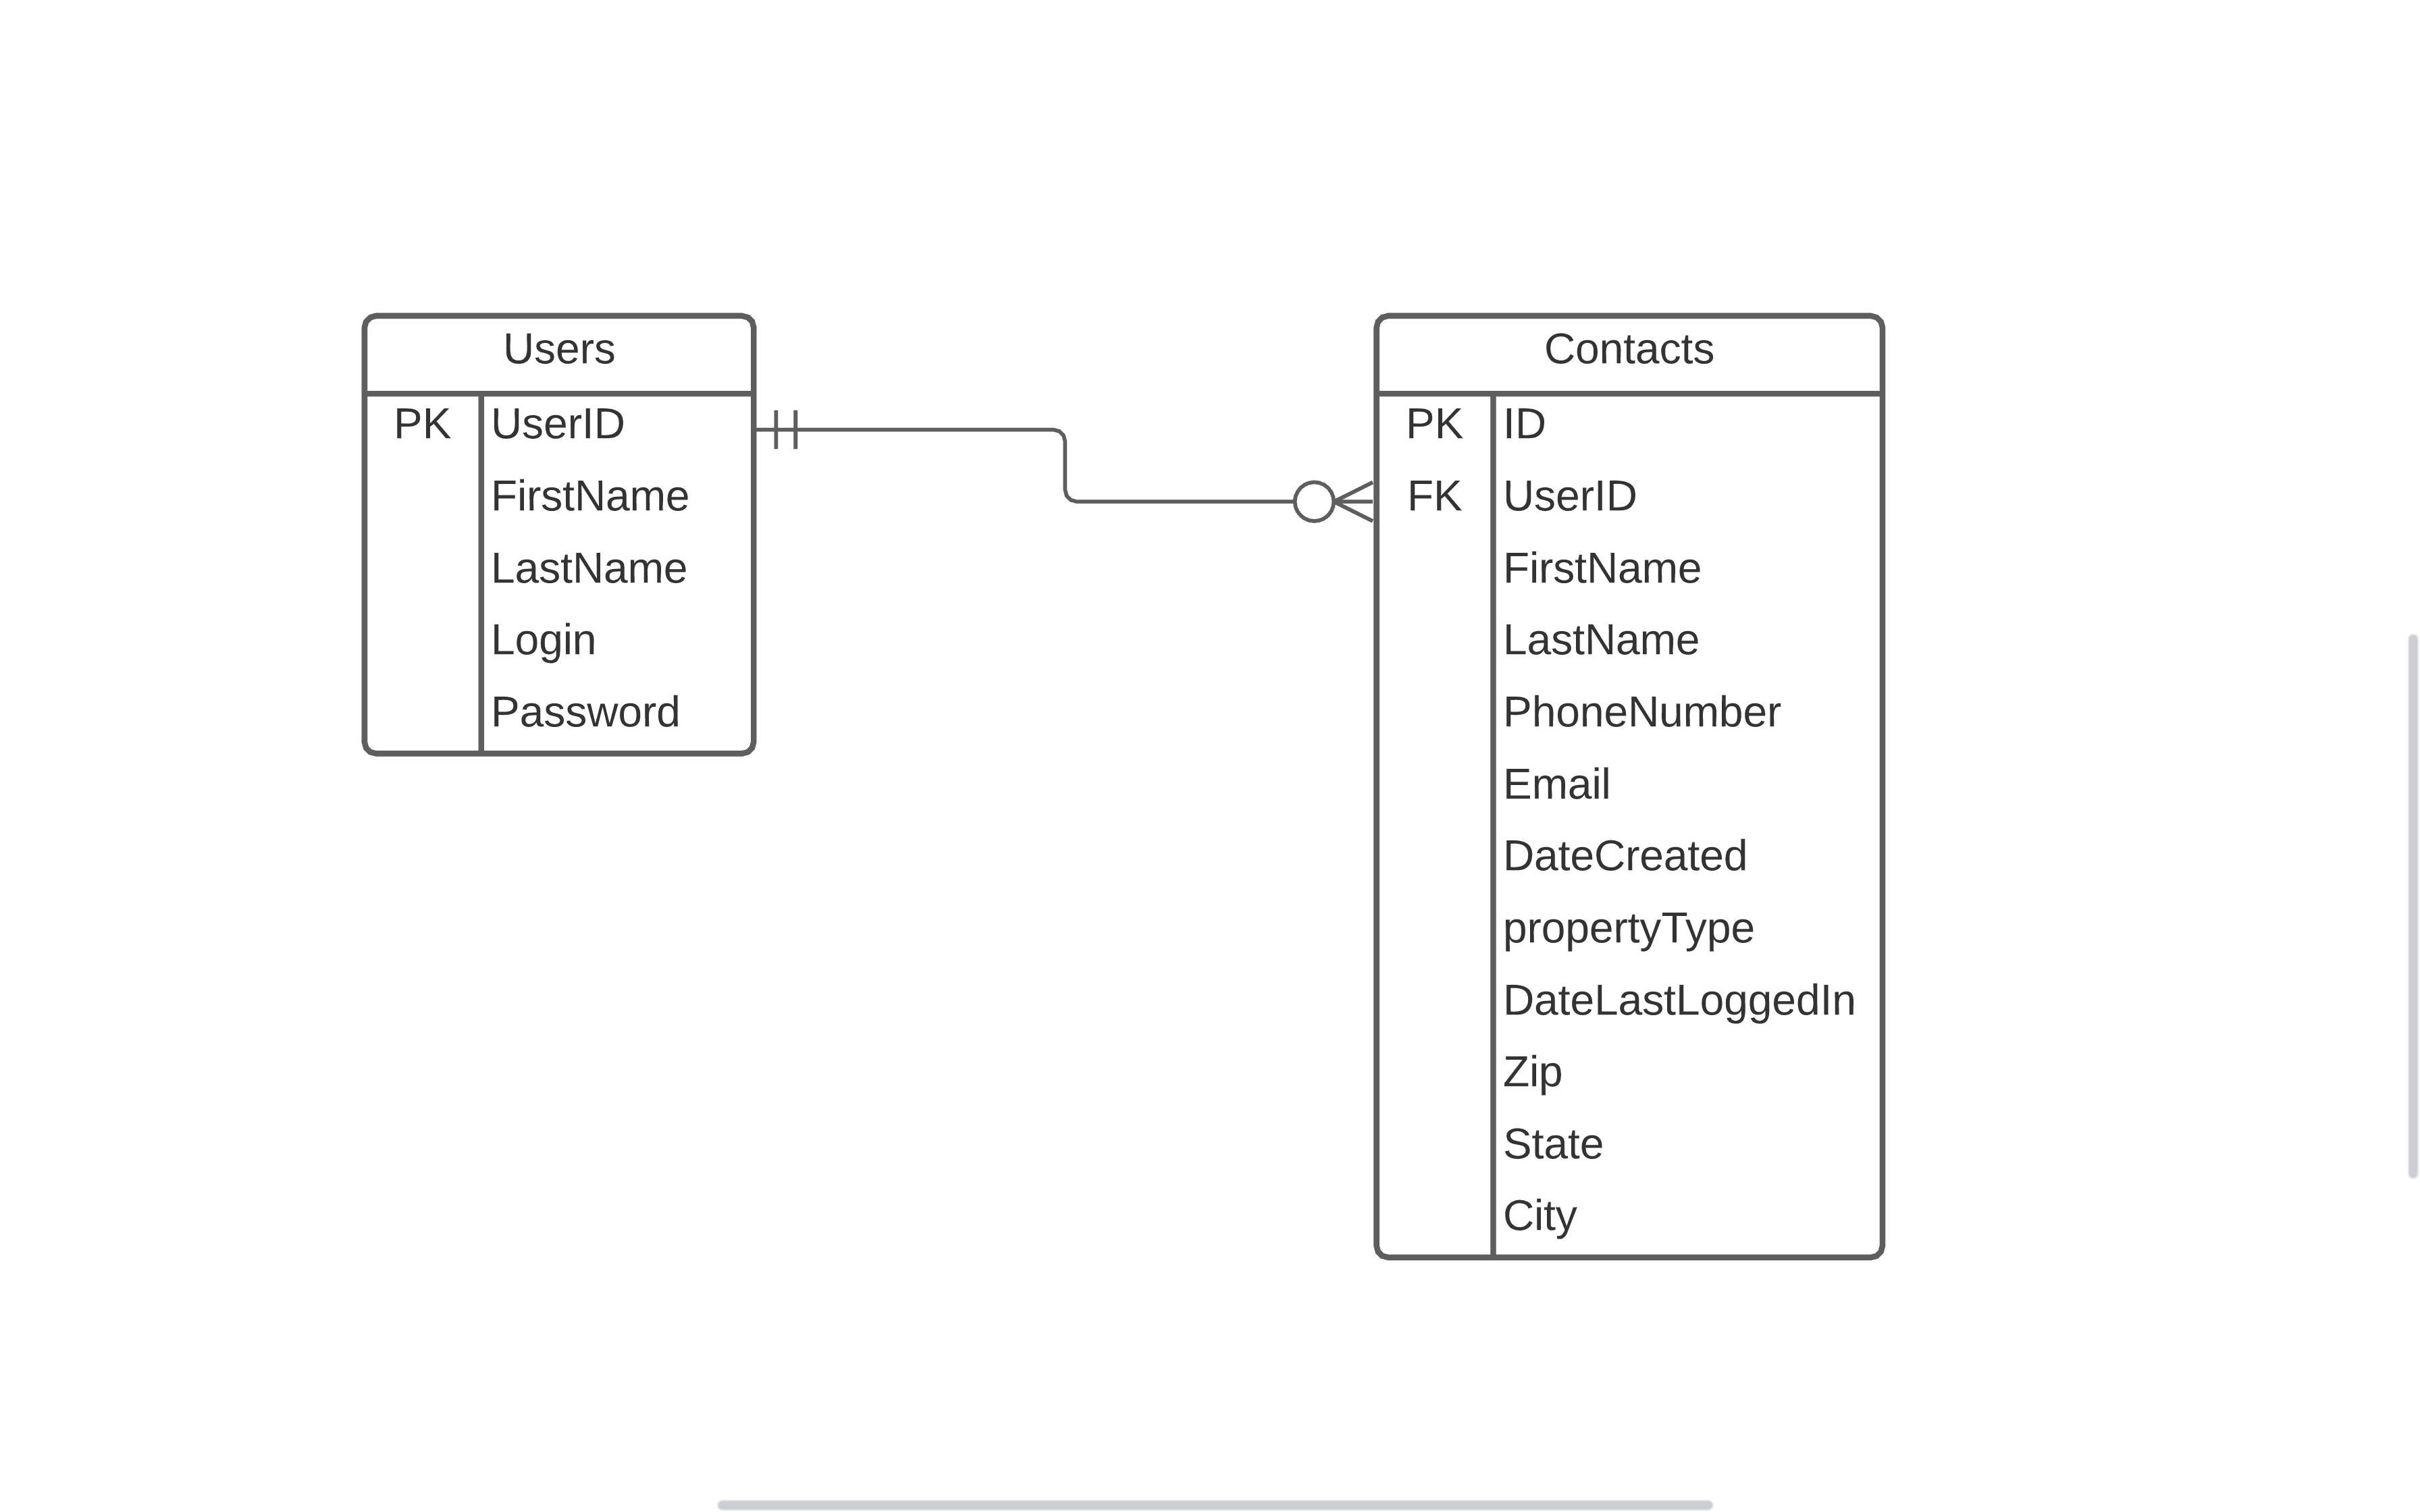 Users
PK UserID
FirstName
LastName
Login
Password
Contacts
PK ID
FK UserID
FirstName
LastName
PhoneNumber
Email
DateCreated
propertyType
DateLastLoggedIn
Zip
State
City